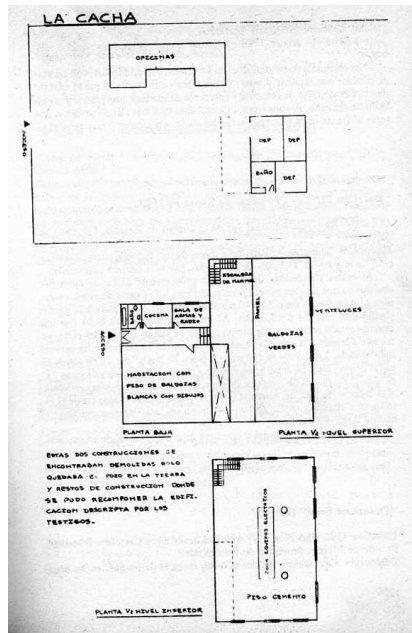 LA CACHA
OFICINAS
ACCESO
DEP
DEP
BAÑO
DEP.
ESCALERA
DE MARMOL
BAÑO
COCINA
SALA DE
ARMAS Y
RADIO
PANEL
VENTILUCES
BALDOZAS
VERDES
ACCESO
HABITACION CON
PISO DE BALDOZAS
BLANCAS CON DIBUJOS
PLANTA BAJA
PLANTA 1/2 NIVEL SUPERIOR
ESTAS DOS CONSTRUCCIONES SE
ENCONTRABAN DEMOLIDAS SOLO
QUEDABA EL POZO EN LA TIERRA
Y RESTOS DE CONSTRUCCION DONDE
SE PUDO RECOMPONER LA EDIFI-
CACION DESCRIPTA POR LOS
TESTIGOS.
EQUIPOS ELECTRICOS
PISO CEMENTO
PLANTA 1/2 NIVEL INFERIOR